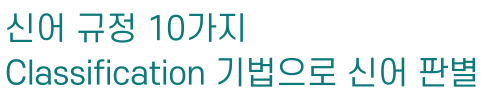 신어 규정 10가지
Classification 기법으로 신어 판별